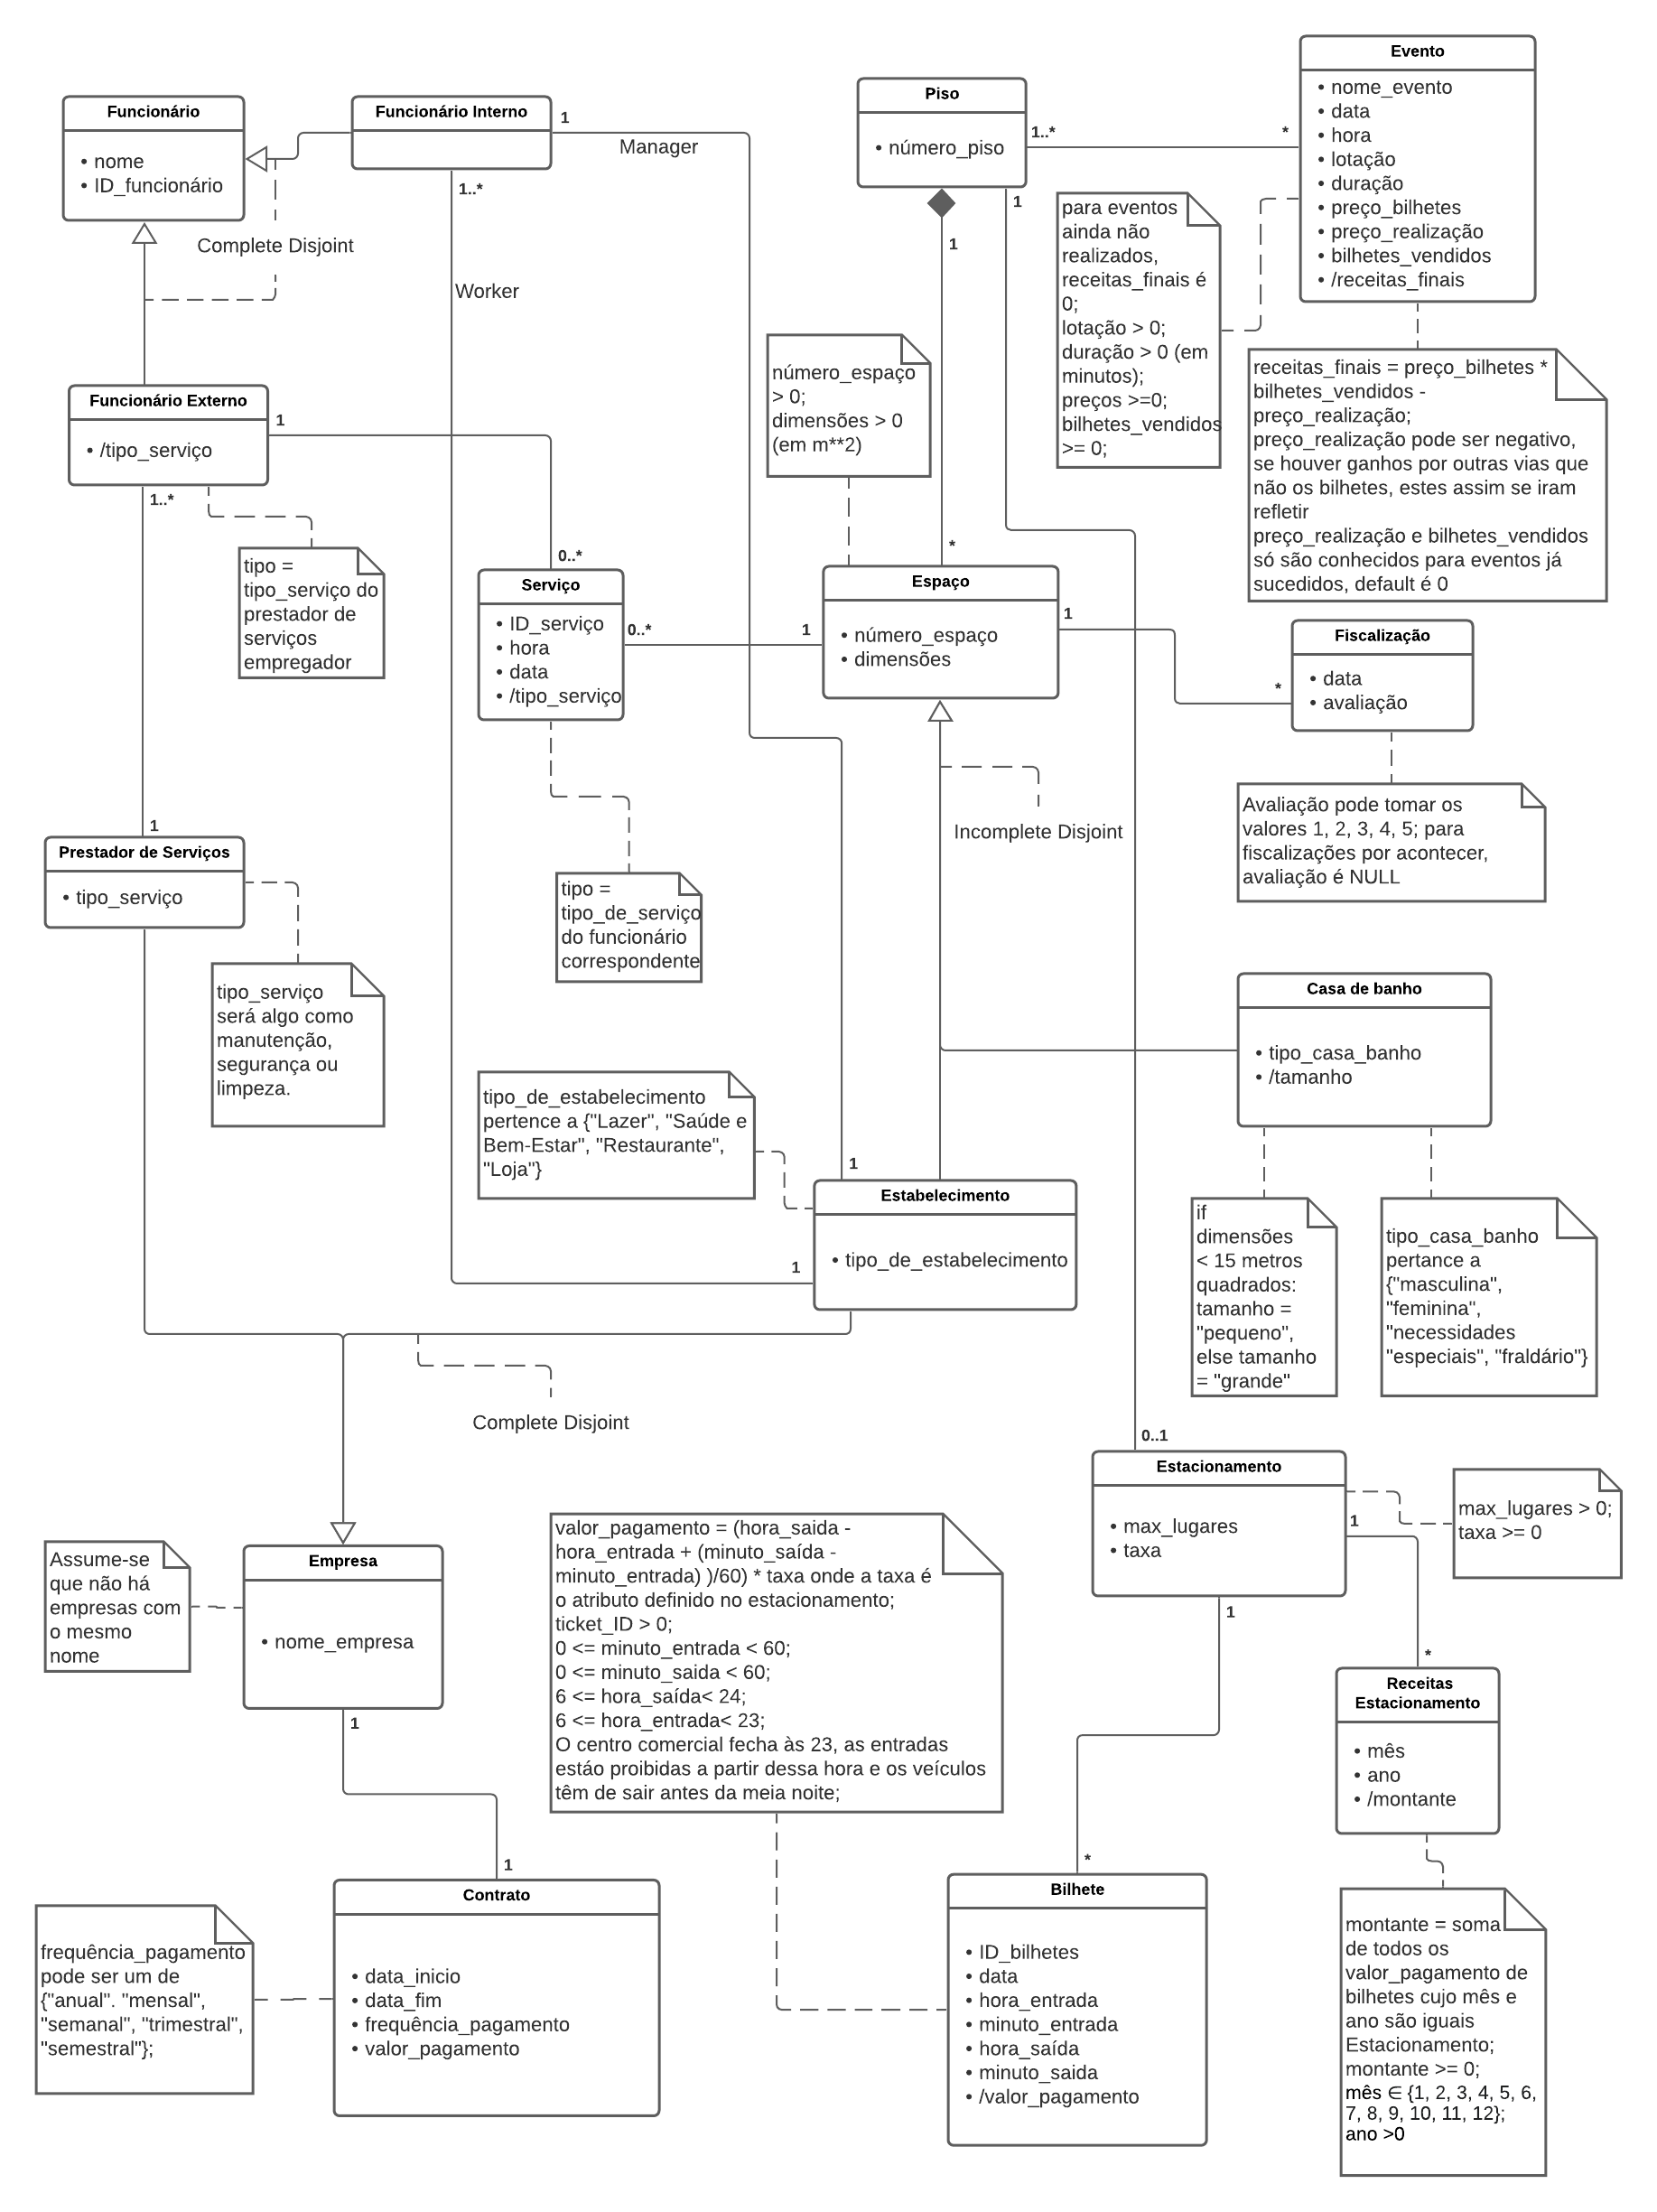 Funcionário
• nome
• ID_funcionário
Funcionário Interno
1
Manager
1..*
Worker
Complete Disjoint
Piso
• número_piso
1..*
*
1
1
Evento
• nome_evento
• data
• hora
• lotação
• duração
• preço_bilhetes
• preço_realização
• bilhetes_vendidos
• /receitas_finais
para eventos
ainda não
realizados,
receitas_finais é
0;
lotação > 0;
duração > 0 (em
minutos);
preços >=0;
bilhetes_vendidos
>= 0;
receitas_finais = preço_bilhetes *
bilhetes_vendidos -
preço_realização;
preço_realização pode ser negativo,
se houver ganhos por outras vias que
não os bilhetes, estes assim se iram
refletir
preço_realização e bilhetes_vendidos
só são conhecidos para eventos já
sucedidos, default é 0
número_espaço
> 0;
dimensões > 0
(em m**2)
Funcionário Externo
• /tipo_serviço
1
1..*
tipo =
tipo_serviço do
prestador de
serviços
empregador
0..*
Serviço
• ID_serviço
• hora
• data
• /tipo_serviço
0..*
1
*
Espaço
• número_espaço
• dimensões
1
*
Fiscalização
• data
• avaliação
Avaliação pode tomar os
valores 1, 2, 3, 4, 5; para
fiscalizações por acontecer,
avaliação é NULL
Incomplete Disjoint
1
Prestador de Serviços
• tipo_serviço
tipo_serviço
será algo como
manutenção,
segurança ou
limpeza.
tipo =
tipo_de_serviço
do funcionário
correspondente
Casa de banho
• tipo_casa_banho
• /tamanho
if
dimensões
< 15 metros
quadrados:
tamanho =
"pequeno",
else tamanho
= "grande"
tipo_casa_banho
pertance a
{"masculina",
"feminina",
"necessidades
"especiais", "fraldário"}
tipo_de_estabelecimento
pertence a {"Lazer", "Saúde e
Bem-Estar", "Restaurante",
"Loja"}
1
1
Estabelecimento
• tipo_de_estabelecimento
Complete Disjoint
0..1
Estacionamento
• max_lugares
• taxa
1
1
max_lugares > 0;
taxa >= 0
Assume-se
que não há
empresas com
o mesmo
nome
Empresa
• nome_empresa
1
valor_pagamento = (hora_saida -
hora_entrada + (minuto_saída -
minuto_entrada) )/60) * taxa onde a taxa é
o atributo definido no estacionamento;
ticket_ID > 0;
0 <= minuto_entrada < 60;
0 <= minuto_saida < 60;
6 <= hora_saída< 24;
6 <= hora_entrada< 23;
O centro comercial fecha às 23, as entradas
estáo proibidas a partir dessa hora e os veículos
têm de sair antes da meia noite;
*
Receitas
Estacionamento
• mês
• ano
• /montante
montante = soma
de todos os
valor_pagamento de
bilhetes cujo mês e
ano são iguais
Estacionamento;
montante >= 0;
mês ∈ {1, 2, 3, 4, 5, 6,
7, 8, 9, 10, 11, 12};
ano >0
1
Contrato
• data_inicio
• data_fim
• frequência_pagamento
• valor_pagamento
frequência_pagamento
pode ser um de
{"anual". "mensal",
"semanal", "trimestral",
"semestral"};
*
Bilhete
• ID_bilhetes
• data
• hora_entrada
• minuto_entrada
• hora_saída
• minuto_saida
• /valor_pagamento